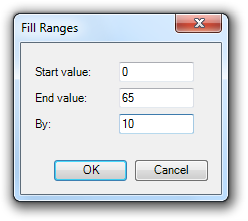 Fill Ranges
Start value: 0
End value: 65
By: 10
OK Cancel